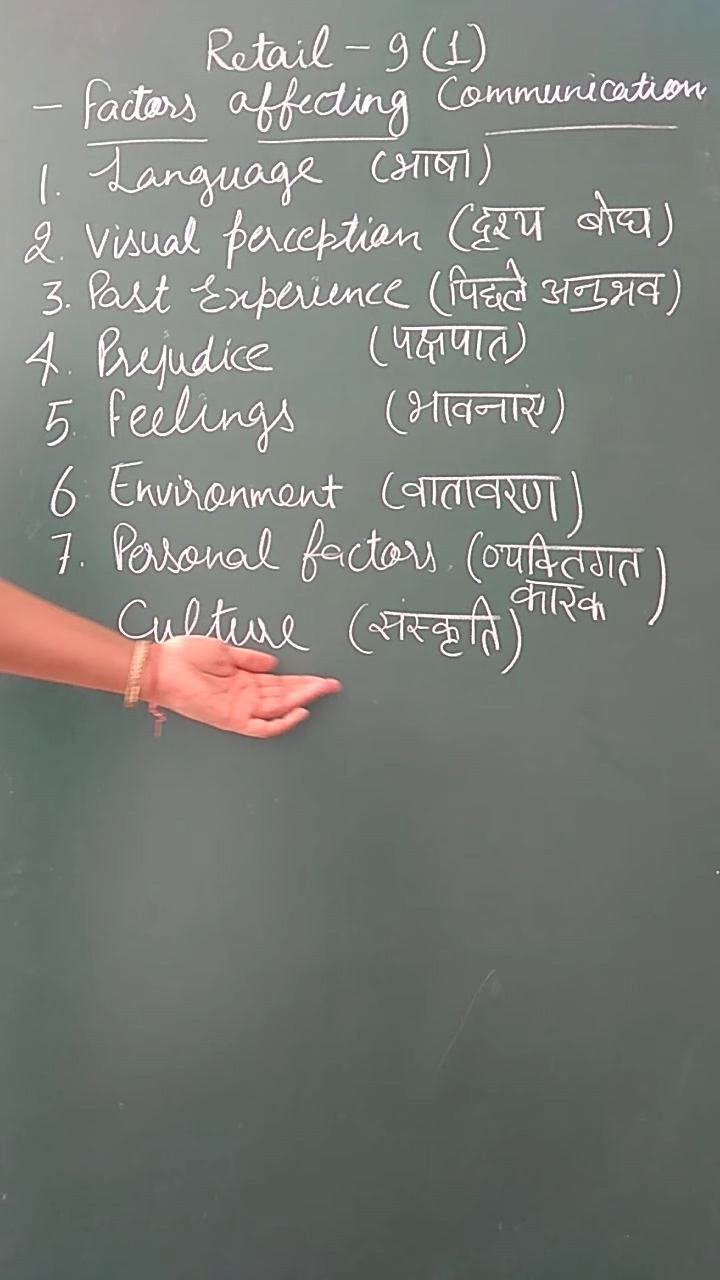 Retail - 9(1)
- Factors affecting Communication
1. Language (भाषा)
2. Visual perception (दृश्य बोध)
3. Past Experience (पिछले अनुभव)
4. Prejudice (पक्षपात)
5. Feelings (भावनाएं)
6. Environment (वातावरण)
7. Personal factors. (व्यक्तिगत
कारक)
Culture (संस्कृति)